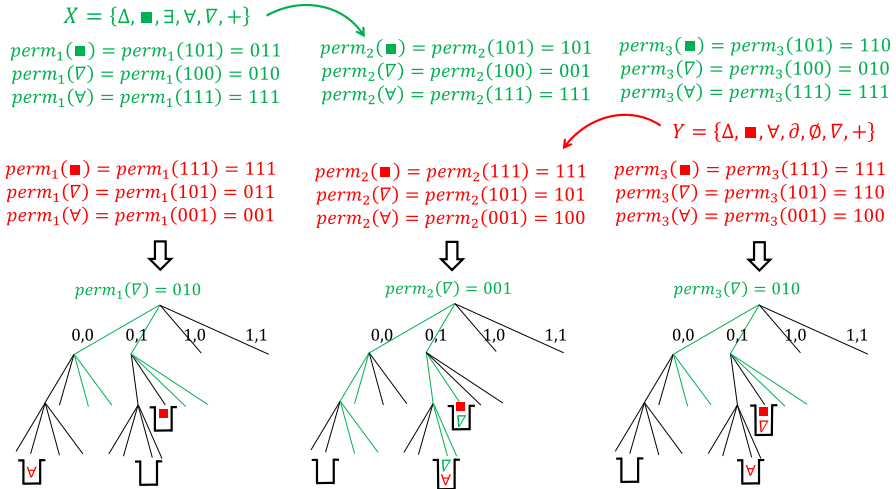 X = {Δ, ■, ∃, ∀, ∇, +}
perm₁(■) = perm₁(101) = 011
perm₁(∇) = perm₁(100) = 010
perm₁(∀) = perm₁(111) = 111
perm₂(■) = perm₂(101) = 101
perm₂(∇) = perm₂(100) = 001
perm₂(∀) = perm₂(111) = 111
perm₃(■) = perm₃(101) = 110
perm₃(∇) = perm₃(100) = 010
perm₃(∀) = perm₃(111) = 111
Y = {Δ, ■, ∀, ∂, ∅, ∇, +}
perm₁(■) = perm₁(111) = 111
perm₁(∇) = perm₁(101) = 011
perm₁(∀) = perm₁(001) = 001
perm₂(■) = perm₂(111) = 111
perm₂(∇) = perm₂(101) = 101
perm₂(∀) = perm₂(001) = 100
perm₃(■) = perm₃(111) = 111
perm₃(∇) = perm₃(101) = 110
perm₃(∀) = perm₃(001) = 100
perm₁(∇) = 010
0,0 0,1 1,0 1,1
■
∀
perm₂(∇) = 001
0,0 0,1 1,0 1,1
■
∇
∇
∀
perm₃(∇) = 010
0,0 0,1 1,0 1,1
■
∇
∀